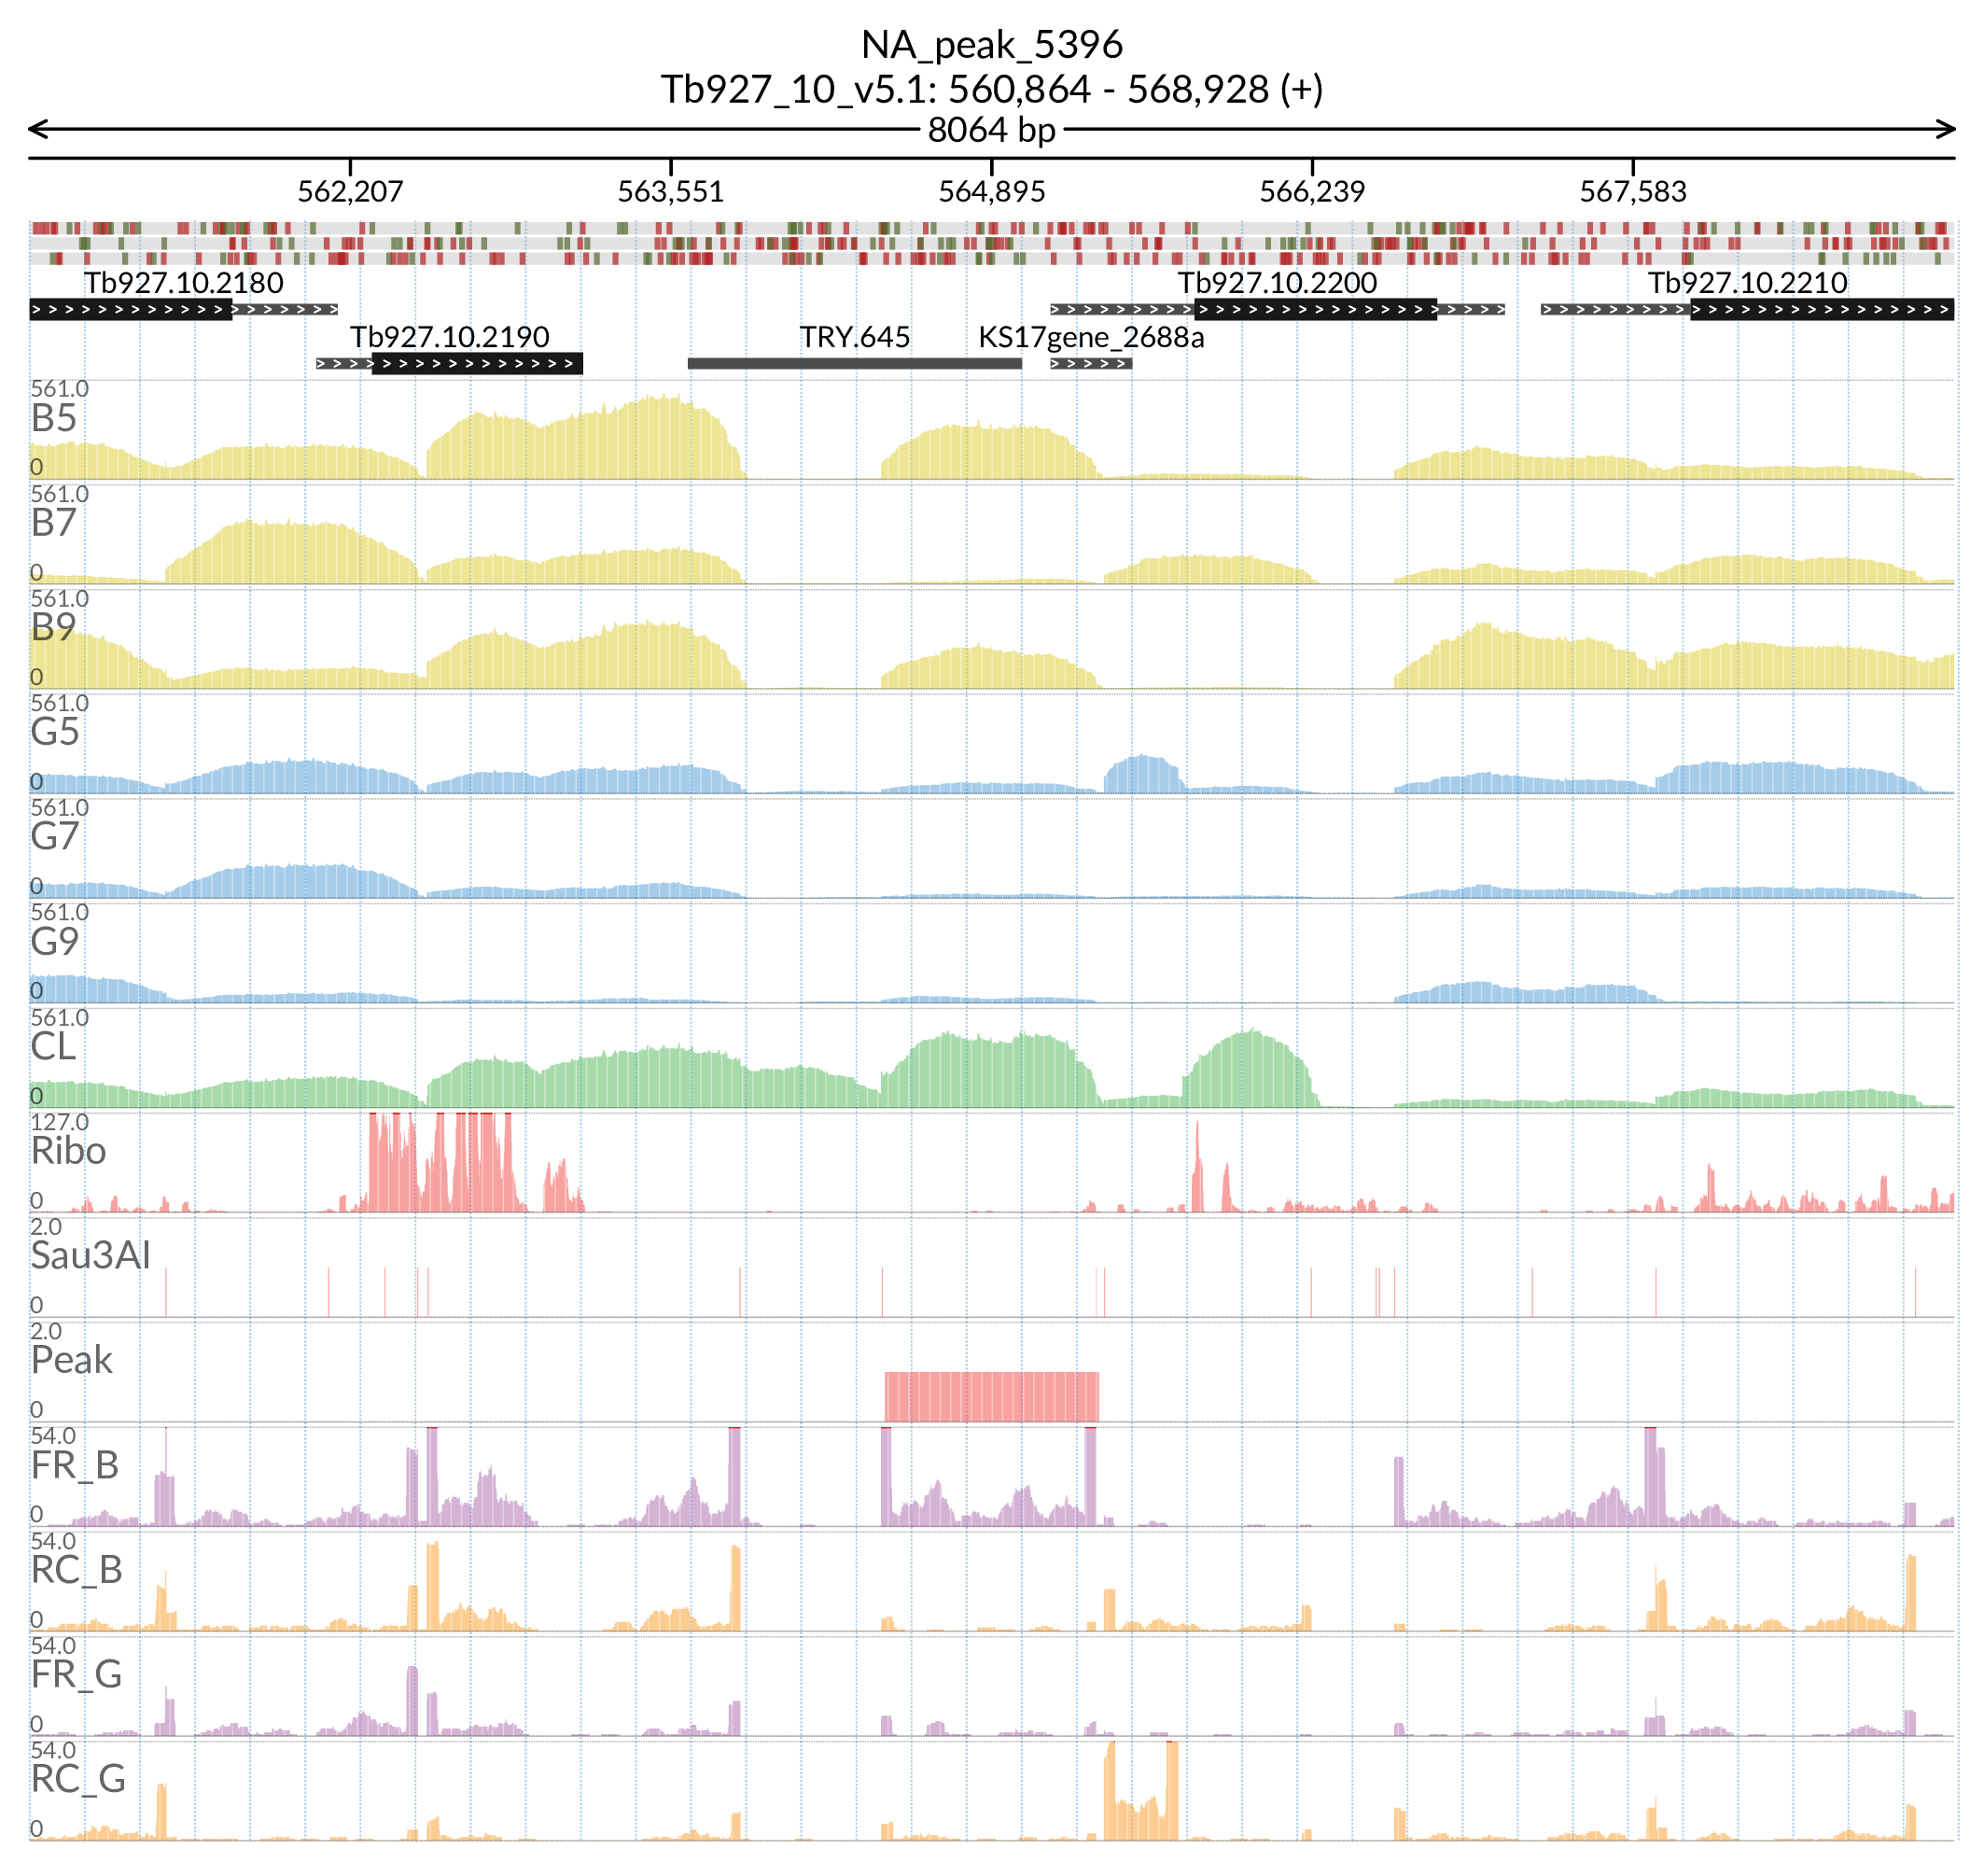 NA_peak_5396
Tb927_10_v5.1: 560,864 - 568,928 (+)
8064 bp
562,207 563,551 564,895 566,239 567,583
Tb927.10.2180 Tb927.10.2200 Tb927.10.2210
Tb927.10.2190 TRY.645 KS17gene_2688a
561.0
B5
0
561.0
B7
0
561.0
B9
0
561.0
G5
0
561.0
G7
0
561.0
G9
0
561.0
CL
0
127.0
Ribo
0
2.0
Sau3AI
0
2.0
Peak
0
54.0
FR_B
0
54.0
RC_B
0
54.0
FR_G
0
54.0
RC_G
0